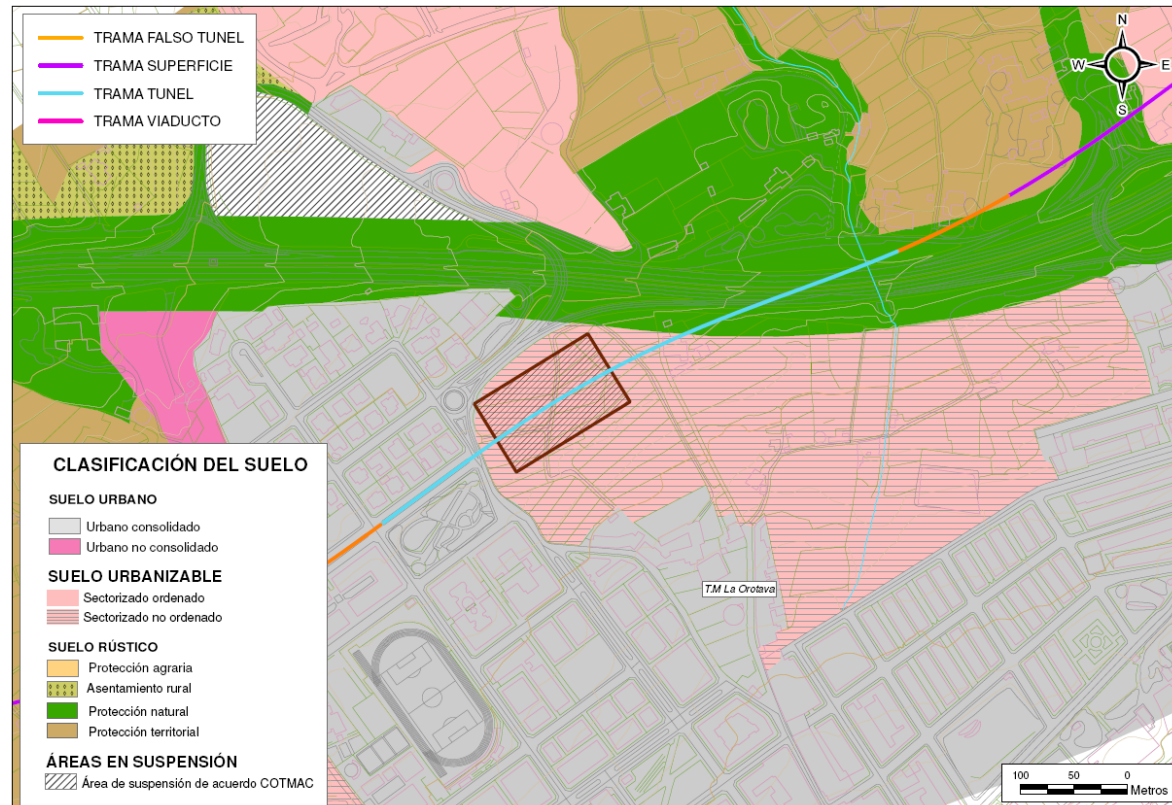 TRAMA FALSO TUNEL
TRAMA SUPERFICIE
TRAMA TUNEL
TRAMA VIADUCTO
N
W
E
S
T.M La Orotava
CLASIFICACIÓN DEL SUELO
SUELO URBANO
Urbano consolidado
Urbano no consolidado
SUELO URBANIZABLE
Sectorizado ordenado
Sectorizado no ordenado
SUELO RÚSTICO
Protección agraria
Asentamiento rural
Protección natural
Protección territorial
ÁREAS EN SUSPENSIÓN
Área de suspensión de acuerdo COTMAC
100 50 0
Metros